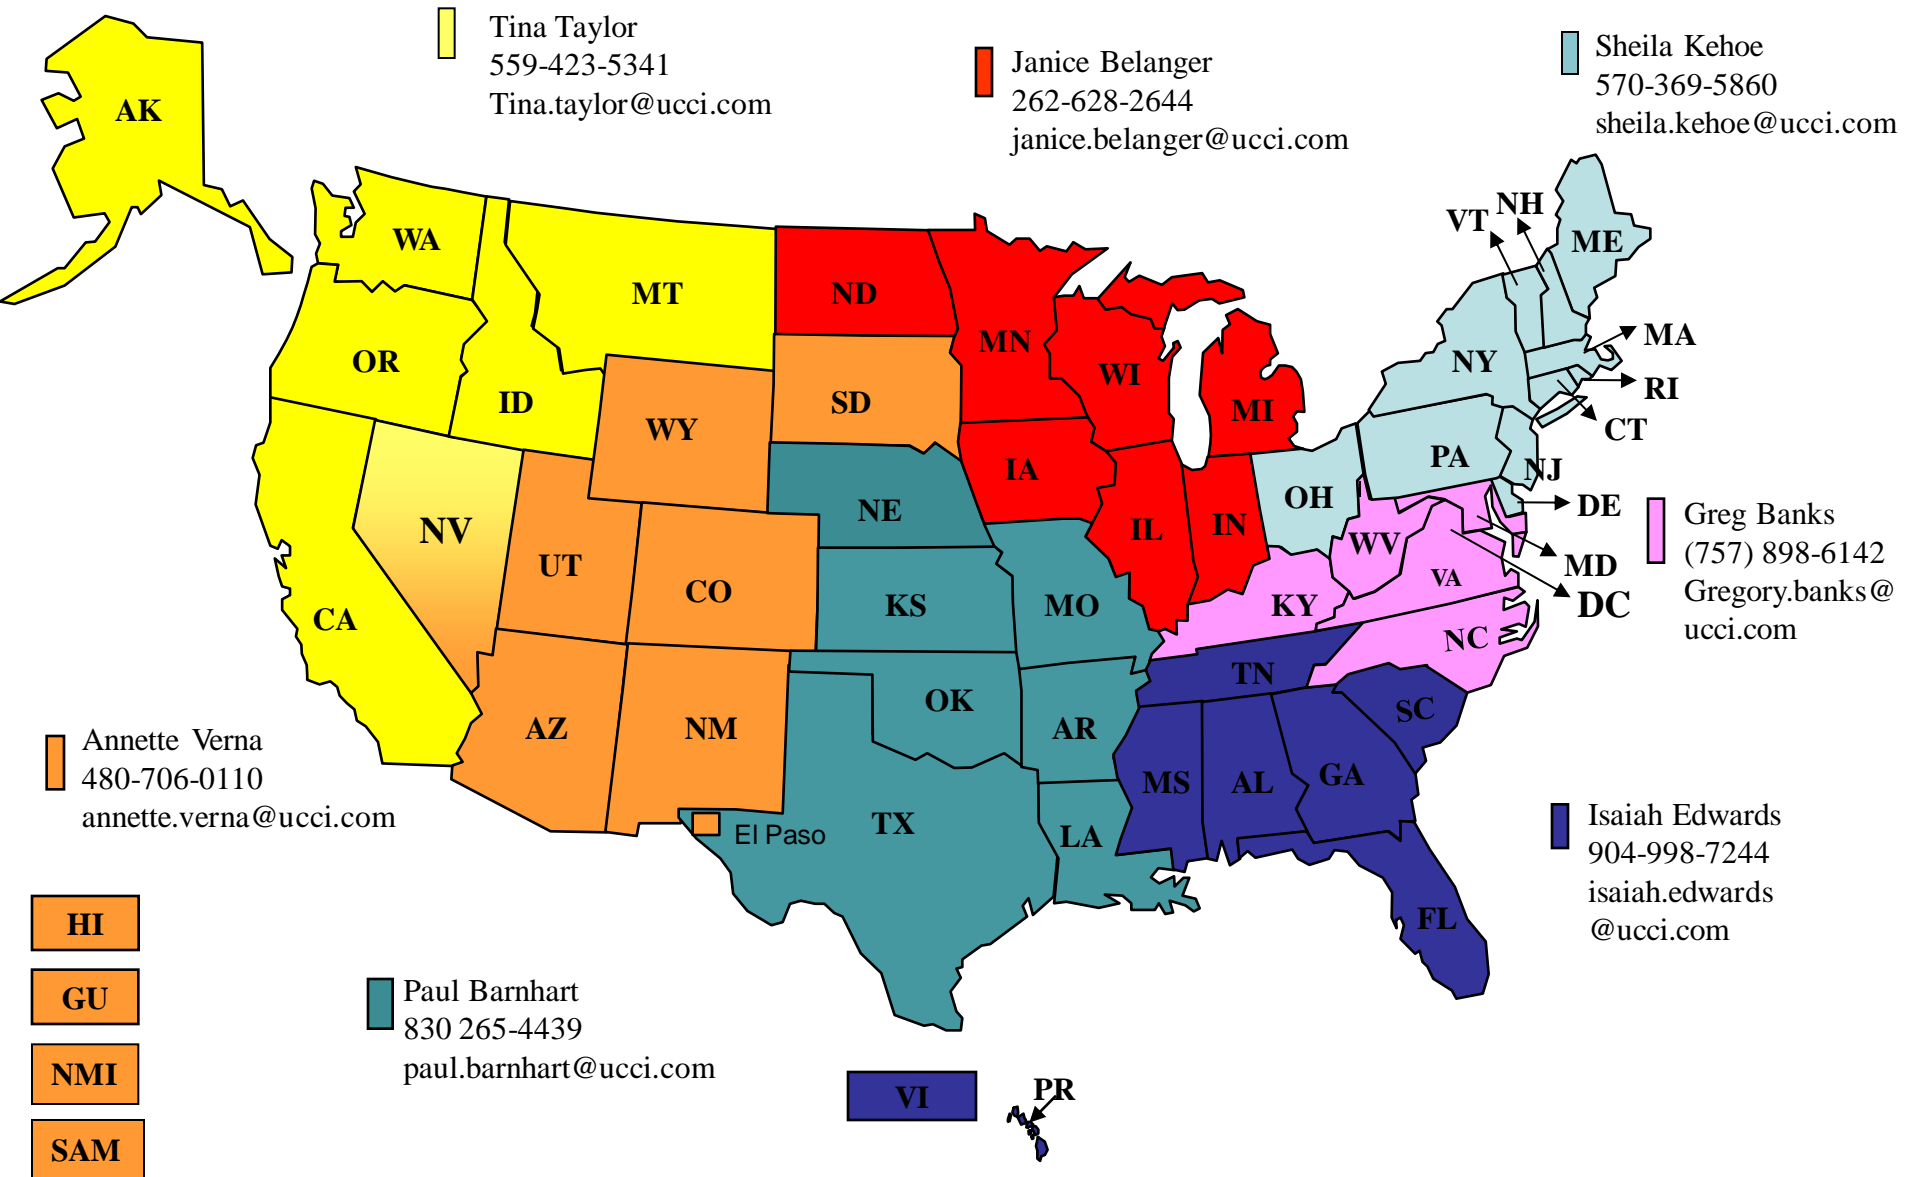 Tina Taylor
559-423-5341
Tina.taylor@ucci.com
Janice Belanger
262-628-2644
janice.belanger@ucci.com
Sheila Kehoe
570-369-5860
sheila.kehoe@ucci.com
AK
WA
MT
ND
MN
VT
NH
ME
OR
ID
WY
SD
WI
MI
NY
MA
RI
CT
NV
UT
CO
NE
IA
IL
IN
OH
PA
NJ
DE
MD
DC
Greg Banks
(757) 898-6142
Gregory.banks@
ucci.com
CA
KS
MO
KY
WV
VA
NC
AZ
NM
OK
AR
TN
SC
Annette Verna
480-706-0110
annette.verna@ucci.com
El Paso
TX
LA
MS
AL
GA
FL
Isaiah Edwards
904-998-7244
isaiah.edwards
@ucci.com
HI
GU
NMI
SAM
Paul Barnhart
830 265-4439
paul.barnhart@ucci.com
VI
PR